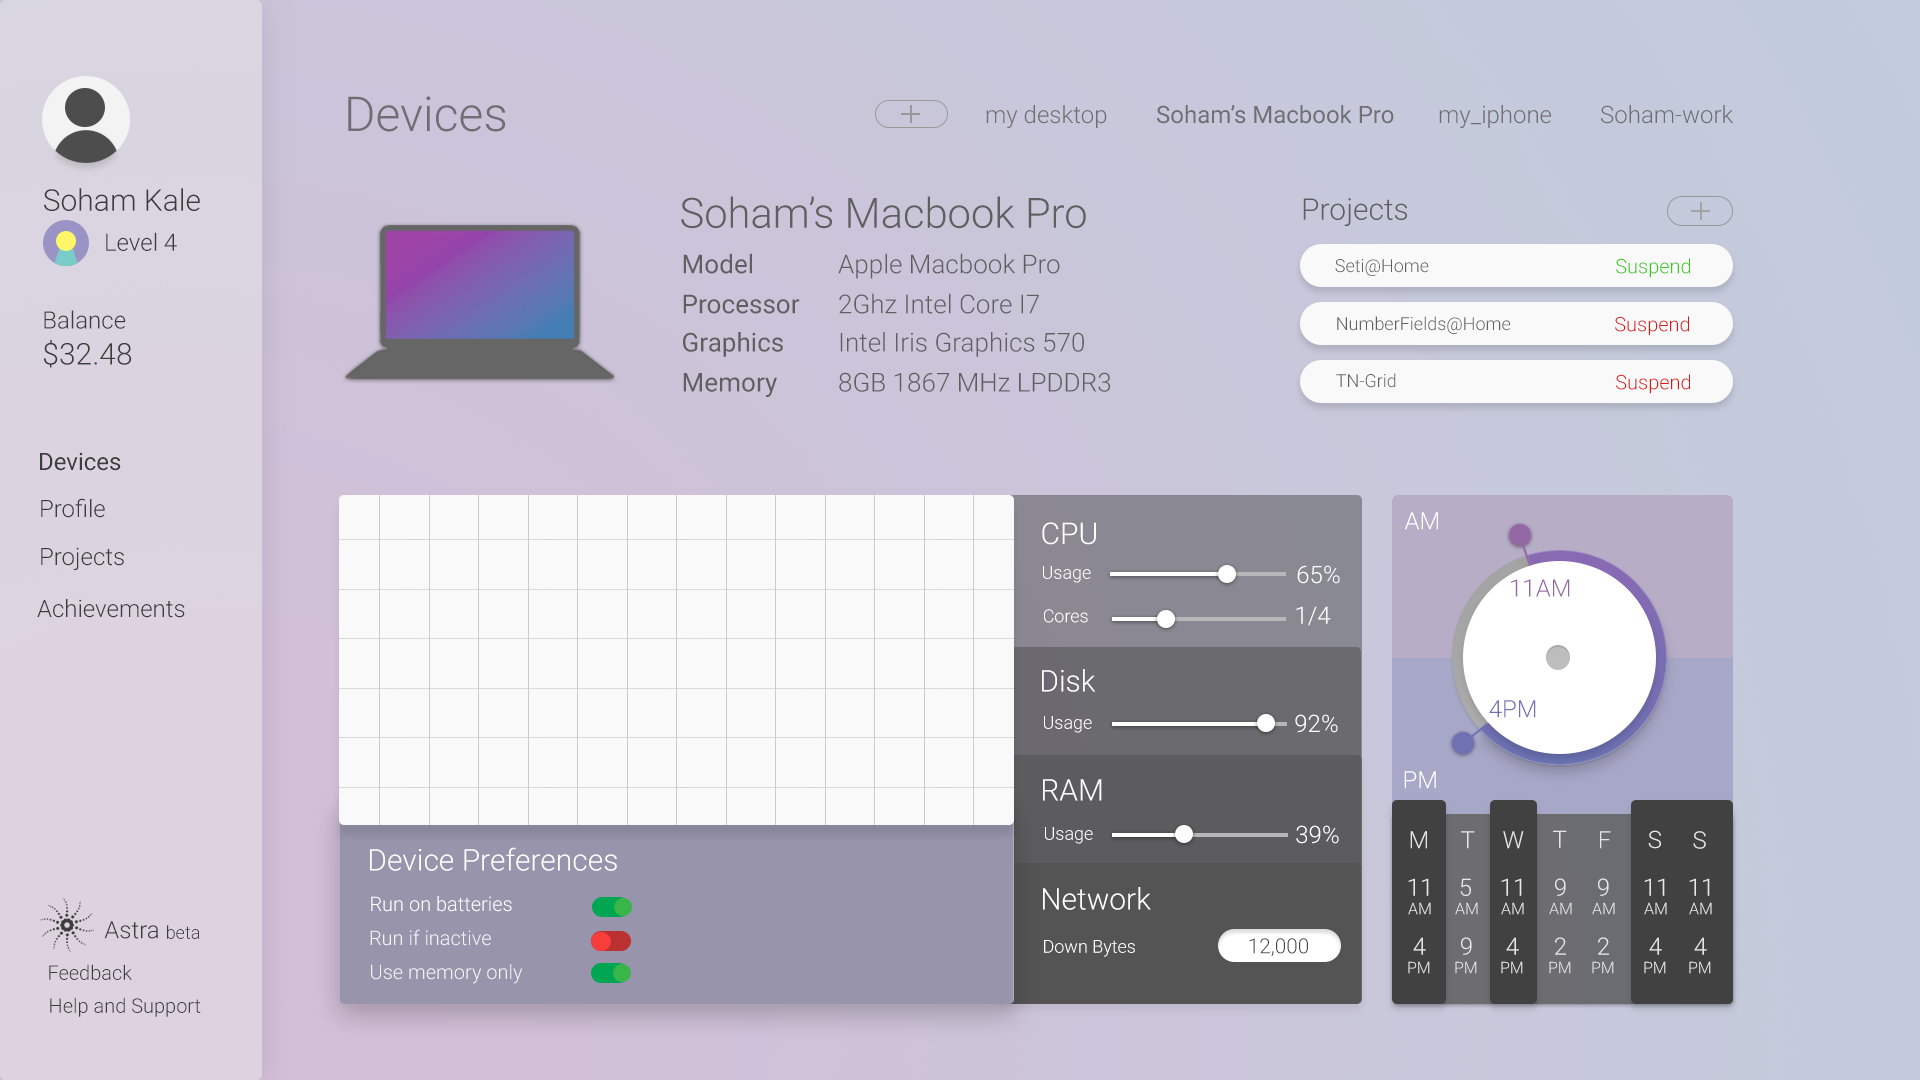 Soham Kale
Level 4
Balance
$32.48
Devices
Profile
Projects
Achievements
Astra beta
Feedback
Help and Support
Devices
my desktop Soham's Macbook Pro my_iphone Soham-work
Soham's Macbook Pro
Model Apple Macbook Pro
Processor 2Ghz Intel Core I7
Graphics Intel Iris Graphics 570
Memory 8GB 1867 MHz LPDDR3
Projects
Seti@Home Suspend
NumberFields@Home Suspend
TN-Grid Suspend
Device Preferences
Run on batteries
Run if inactive
Use memory only
CPU
Usage 65%
Cores 1/4
Disk
Usage 92%
RAM
Usage 39%
Network
Down Bytes 12,000
AM
11AM
4PM
PM
M T W T F S S
11 5 11 9 9 11 11
AM AM AM AM AM AM AM
4 9 4 2 2 4 4
PM PM PM PM PM PM PM